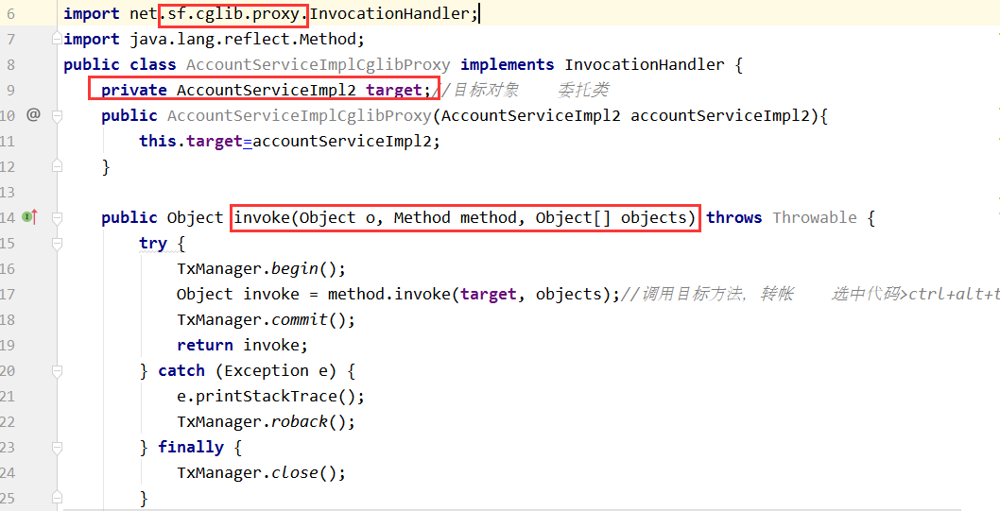 6 import net.sf.cglib.proxy.InvocationHandler;
7 import java.lang.reflect.Method;
8 public class AccountServiceImplCglibProxy implements InvocationHandler {
9 private AccountServiceImpl2 target;//目标对象 委托类
10 @ public AccountServiceImplCglibProxy(AccountServiceImpl2 accountServiceImpl2){
11 this.target=accountServiceImpl2;
12 }
13
14 public Object invoke(Object o, Method method, Object[] objects) throws Throwable {
15 try {
16 TxManager.begin();
17 Object invoke = method.invoke(target, objects);//调用目标方法, 转帐 选中代码>ctrl+alt+t
18 TxManager.commit();
19 return invoke;
20 } catch (Exception e) {
21 e.printStackTrace();
22 TxManager.roback();
23 } finally {
24 TxManager.close();
25 }